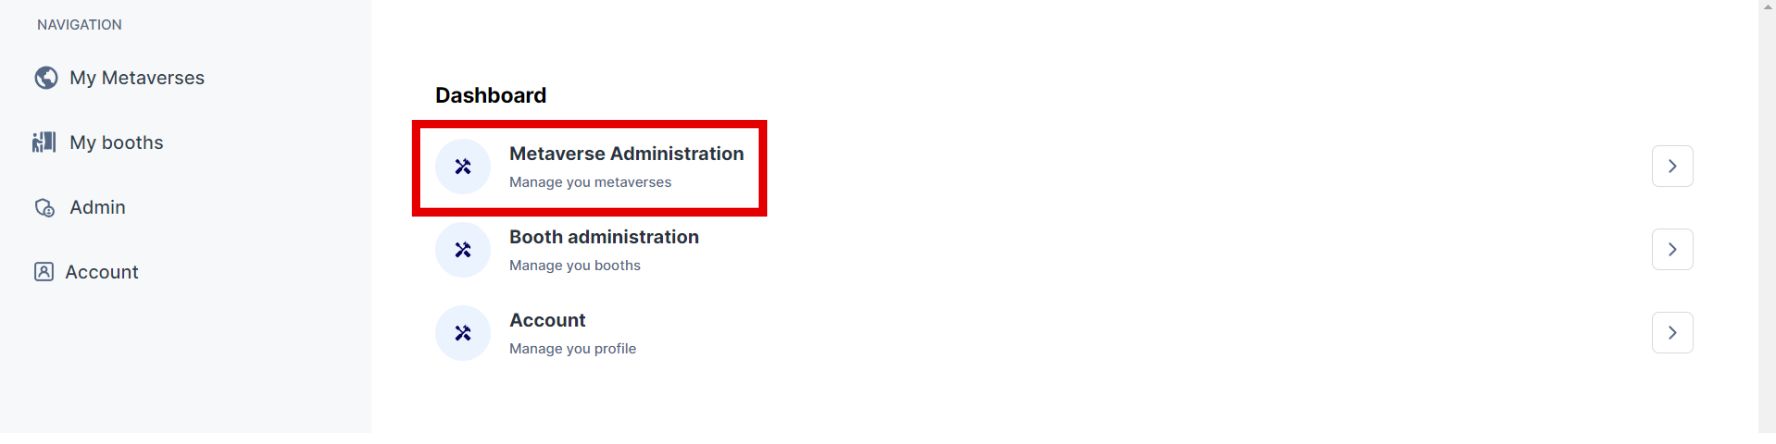 NAVIGATION
My Metaverses
My booths
Admin
Account
Dashboard
Metaverse Administration
Manage you metaverses
Booth administration
Manage you booths
Account
Manage you profile